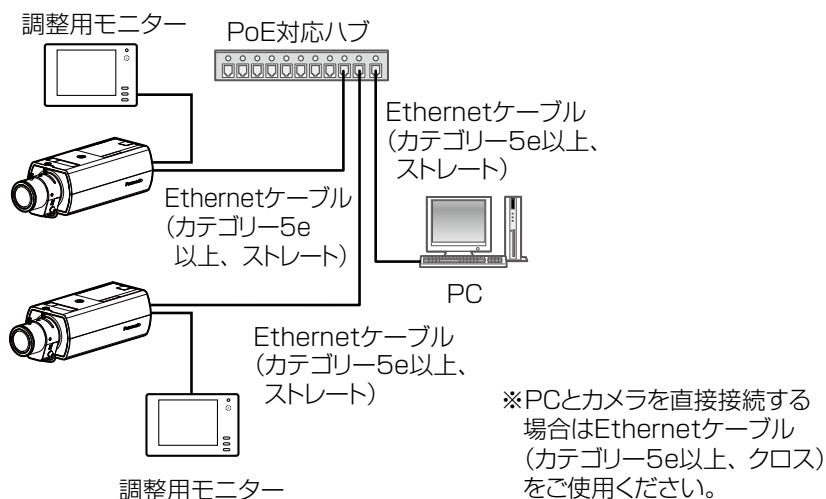 調整用モニター
PoE対応ハブ
Ethernetケーブル
（カテゴリー5e以上、
ストレート）
Ethernetケーブル
（カテゴリー5e
以上、ストレート）
PC
Ethernetケーブル
（カテゴリー5e以上、
ストレート）
調整用モニター
※PCとカメラを直接接続する
場合はEthernetケーブル
（カテゴリー5e以上、クロス）
をご使用ください。